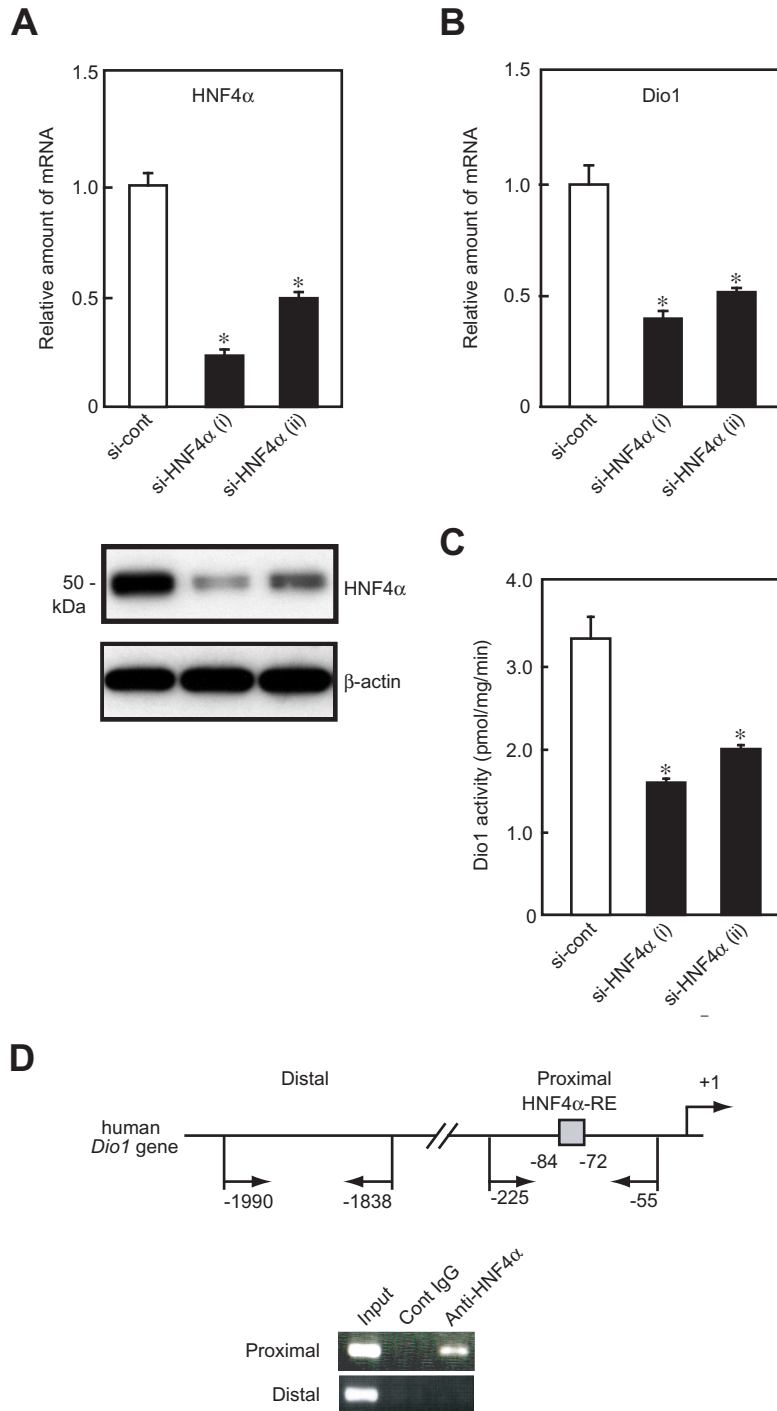 A
1.5
HNF4α
Relative amount of mRNA
1.0
0.5
0
*
*
si-cont
si-HNF4α (i)
si-HNF4α (ii)
50 -
kDa
HNF4α
β-actin
B
1.5
Dio1
Relative amount of mRNA
1.0
0.5
0
*
*
si-cont
si-HNF4α (i)
si-HNF4α (ii)
C
4.0
3.0
2.0
1.0
0
Dio1 activity (pmol/mg/min)
*
*
si-cont
si-HNF4α (i)
si-HNF4α (ii)
D
Distal
Proximal
HNF4α-RE
+1
human
Dio1 gene
-84 -72
-1990 -1838 -225 -55
Input Cont IgG Anti-HNF4α
Proximal
Distal